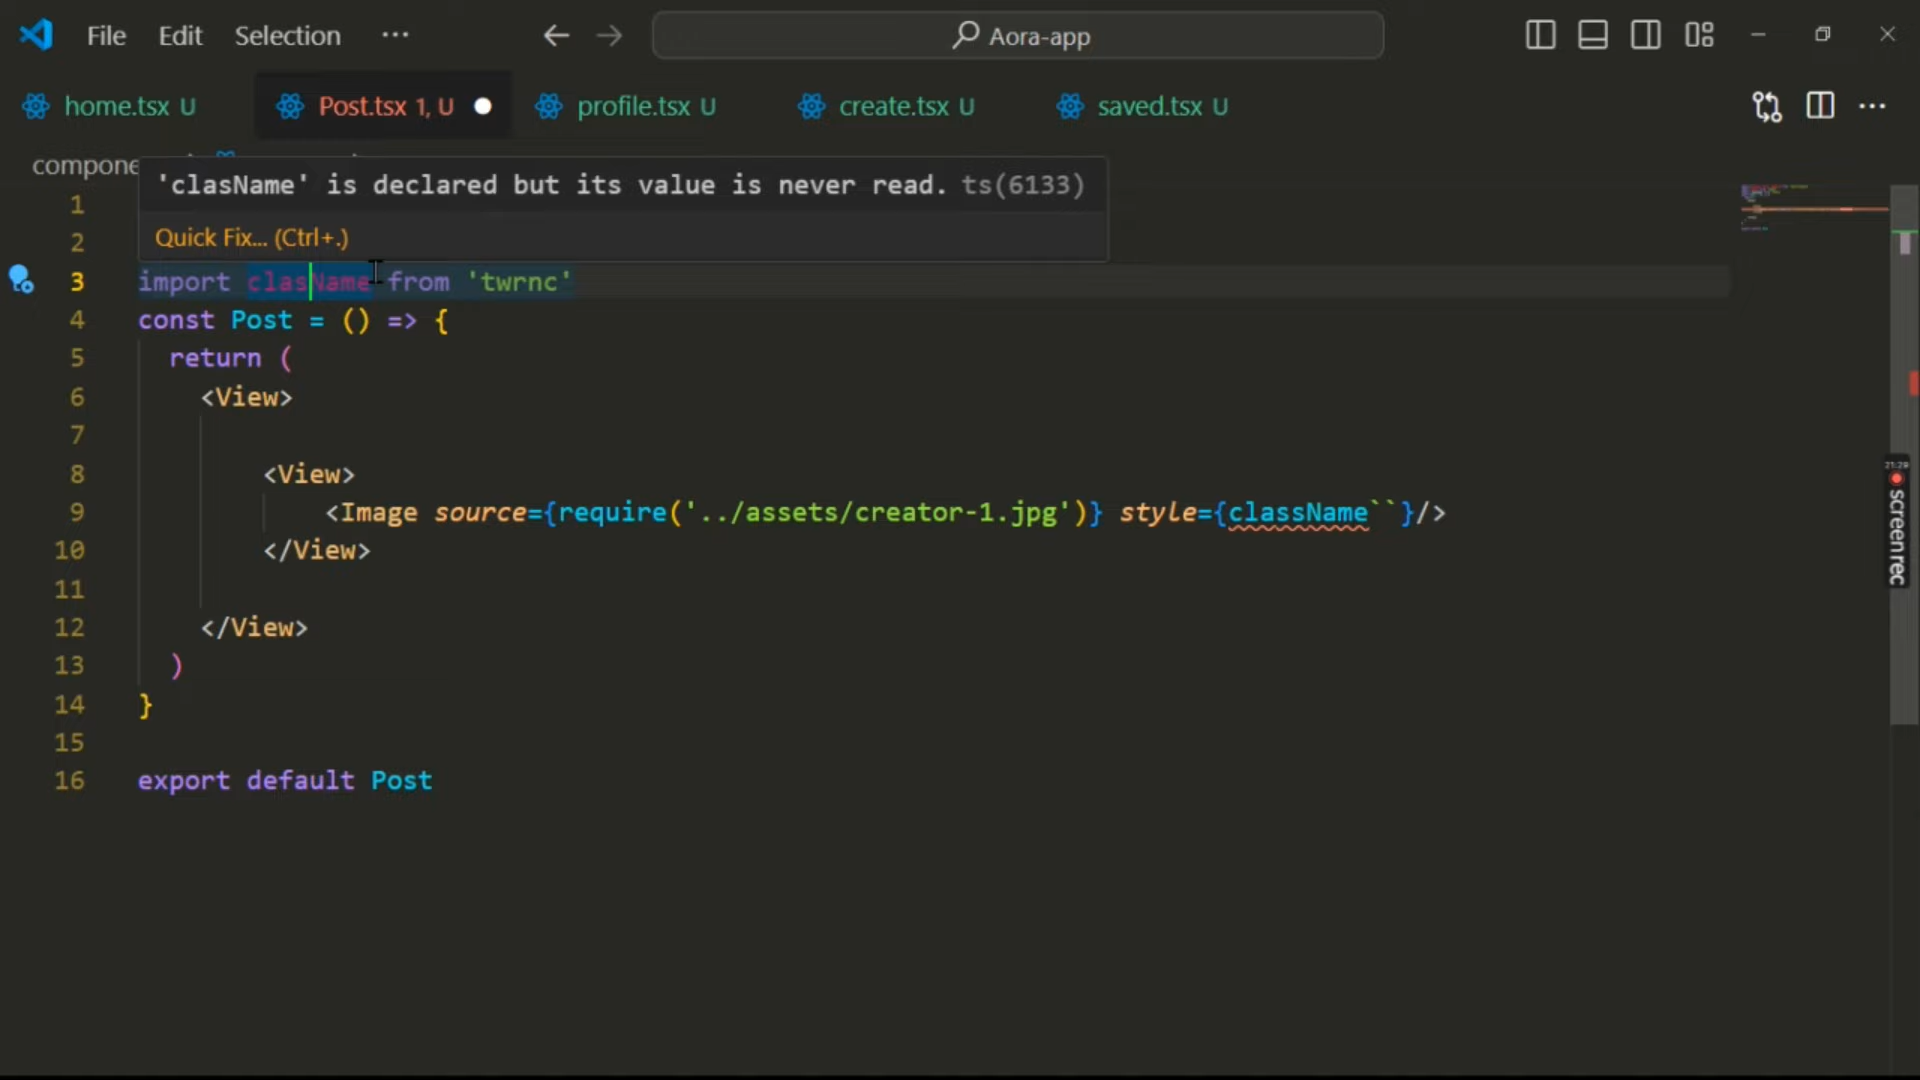 File Edit Selection ··· Aora-app
home.tsx U Post.tsx 1, U profile.tsx U create.tsx U saved.tsx U
'clasName' is declared but its value is never read. ts(6133)
Quick Fix... (Ctrl+.)
1
2
3 import clasName from 'twrnc'
4 const Post = () => {
5 return (
6 <View>
7
8 <View>
9 <Image source={require('../assets/creator-1.jpg')} style={className``}/>
10 </View>
11
12 </View>
13 )
14 }
15
16 export default Post
21:29
screenrec